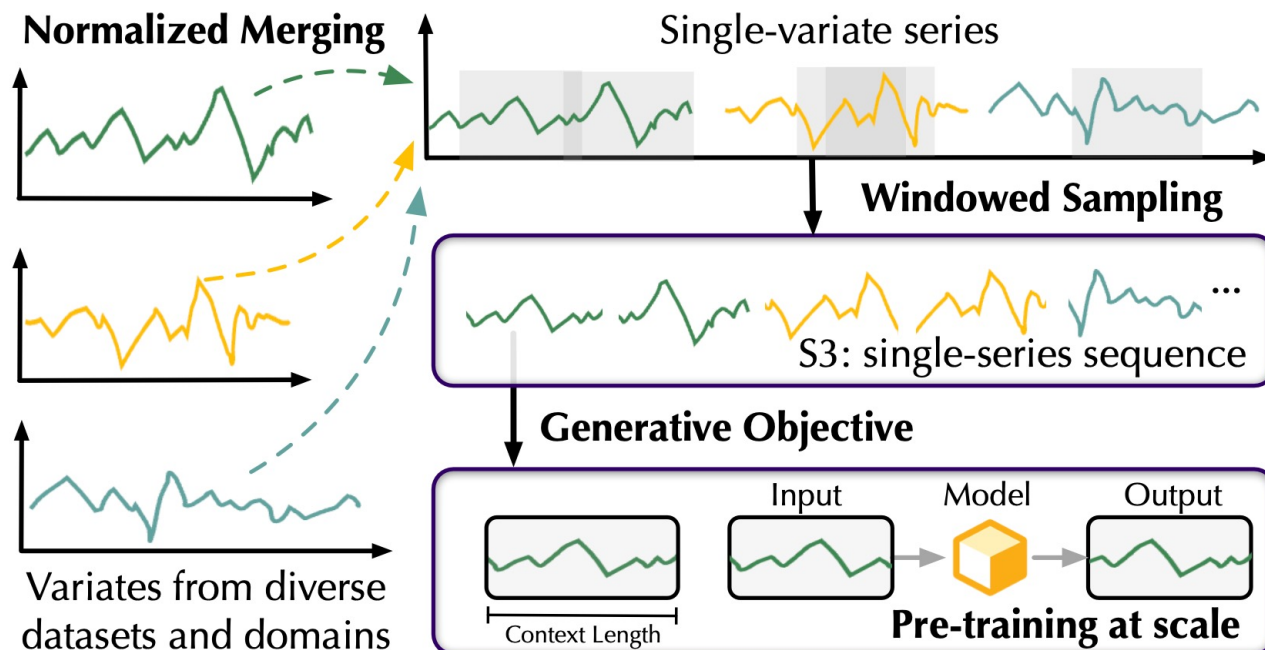 Normalized Merging
Single-variate series
Windowed Sampling
...
S3: single-series sequence
Generative Objective
Input
Model
Output
Context Length
Pre-training at scale
Variates from diverse
datasets and domains